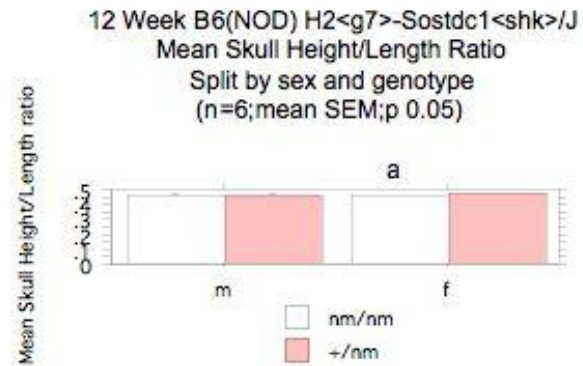 12 Week B6(NOD) H2<g7>-Sostdc1<shk>/J
Mean Skull Height/Length Ratio
Split by sex and genotype
(n=6;mean SEM;p 0.05)
Mean Skull Height/Length ratio
a
.5
0
m
f
nm/nm
+/nm